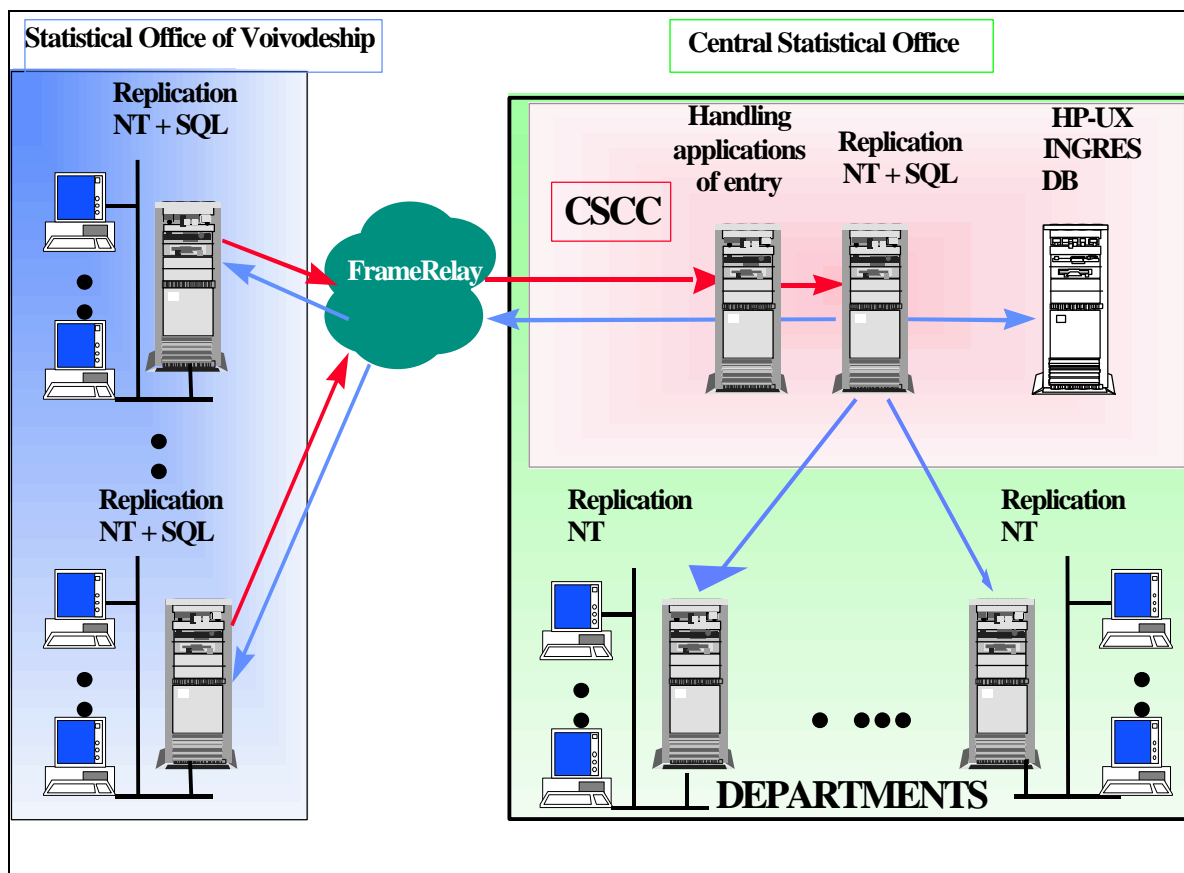 Statistical Office of Voivodeship
Central Statistical Office
Replication
NT + SQL
Handling
applications
of entry
Replication
NT + SQL
HP-UX
INGRES
DB
CSCC
FrameRelay
Replication
NT + SQL
Replication
NT
Replication
NT
DEPARTMENTS